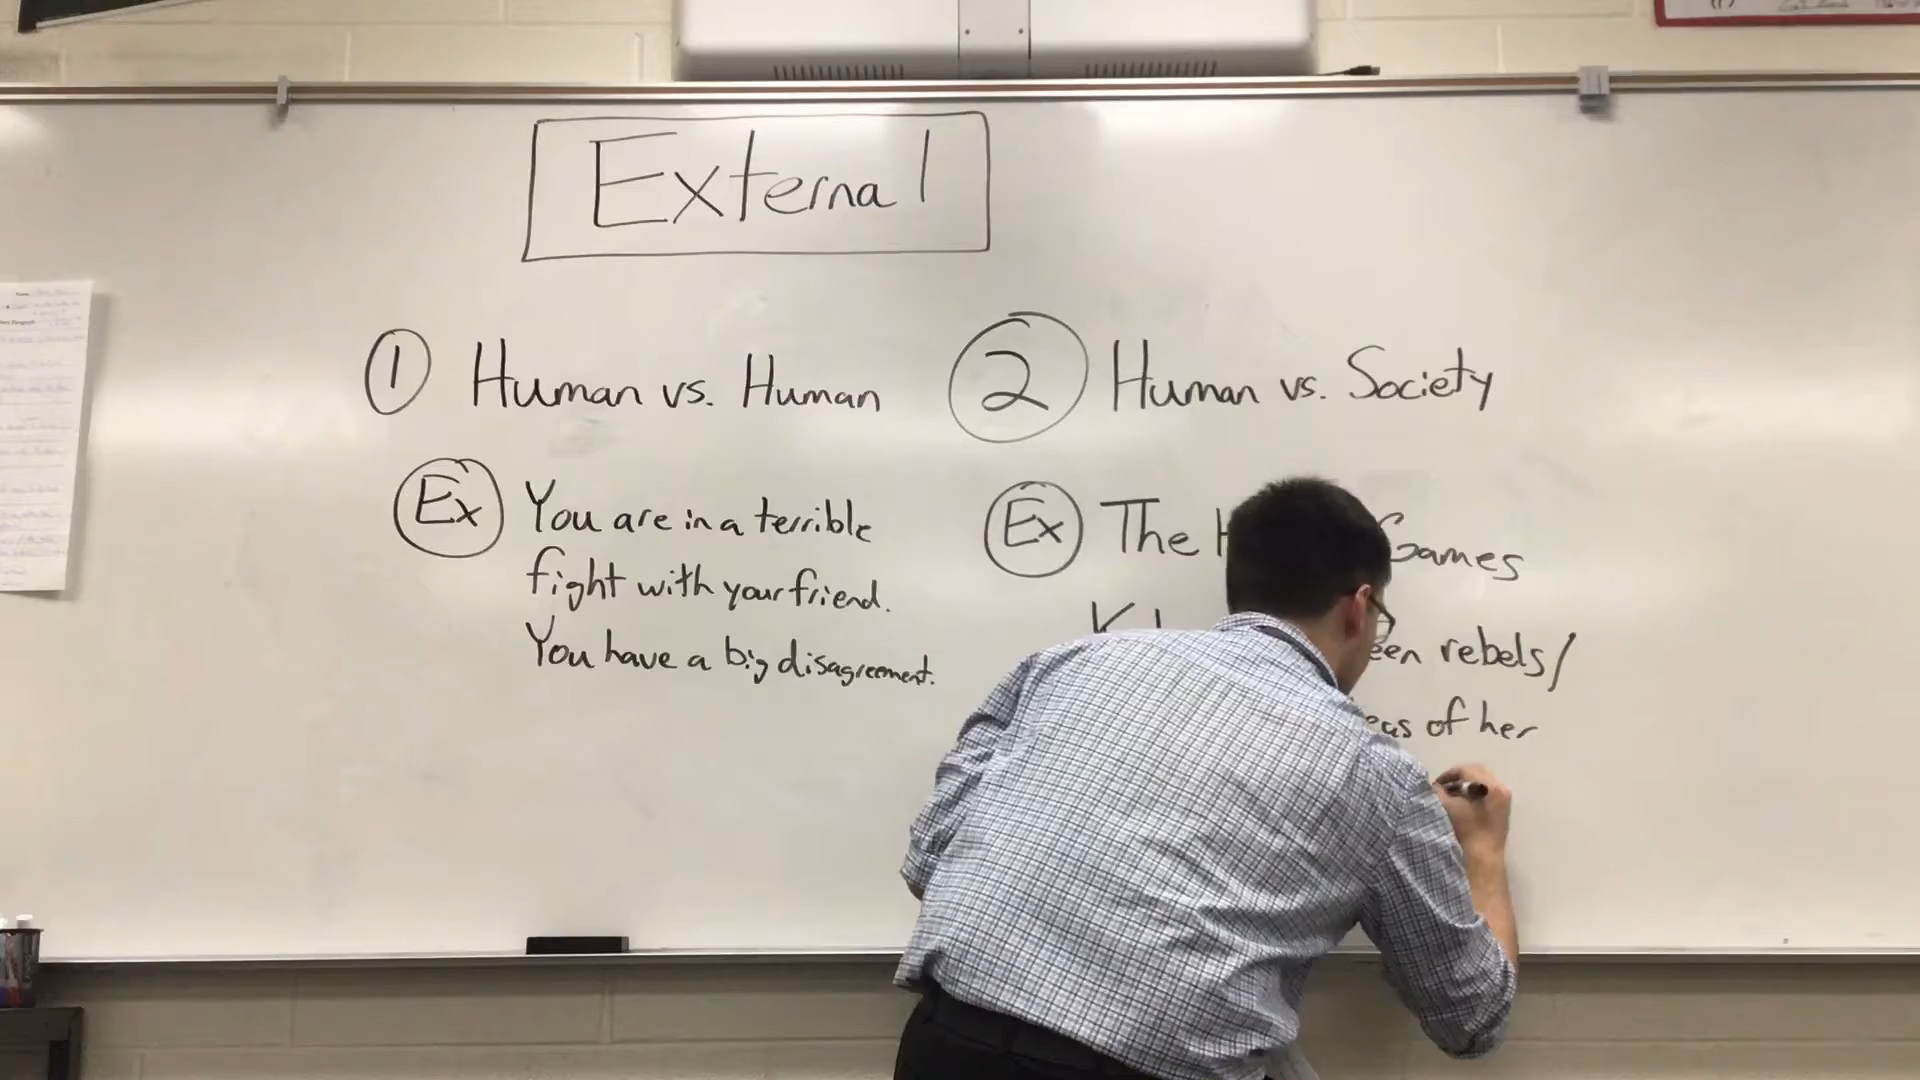 External
① Human vs. Human
Ex You are in a terrible
fight with your friend.
You have a big disagreement.
② Human vs. Society
Ex The Games
rebels/
of her